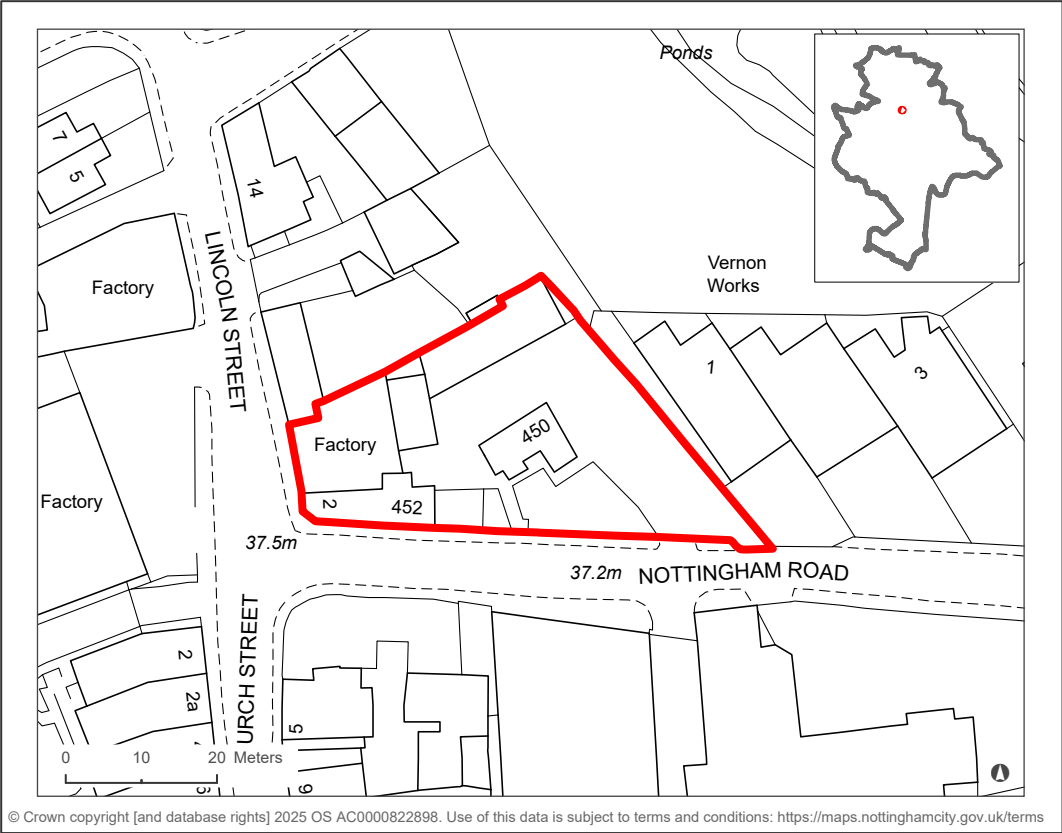 Ponds
7
5
14
LINCOLN STREET
Factory
Vernon
Works
1
3
Factory
450
Factory
2
452
37.5m
37.2m
NOTTINGHAM ROAD
URCH STREET
2
2a
5
9
0 10 20 Meters
© Crown copyright [and database rights] 2025 OS AC0000822898. Use of this data is subject to terms and conditions: https://maps.nottinghamcity.gov.uk/terms